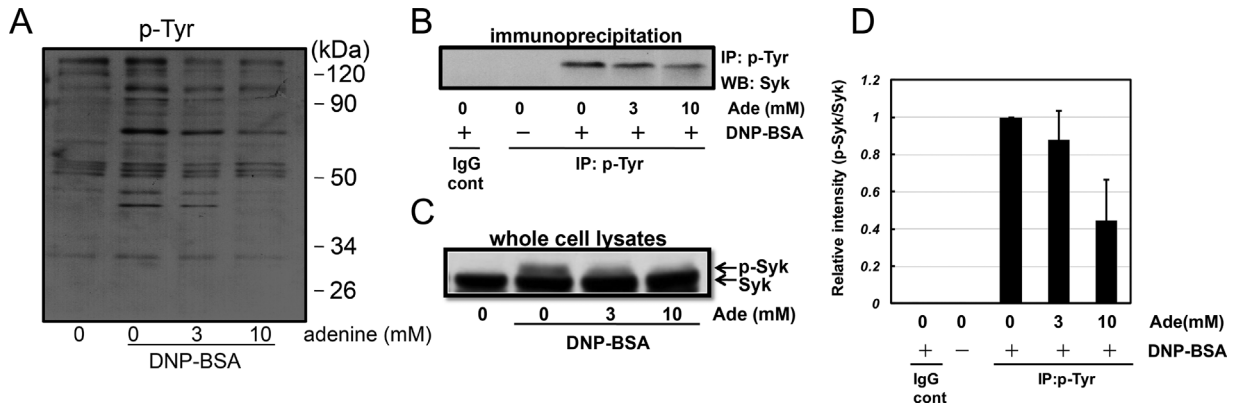 A
p-Tyr
(kDa)
120
90
50
34
26
0 0 3 10 adenine (mM)
DNP-BSA
B
immunoprecipitation
IP: p-Tyr
WB: Syk
0 0 0 3 10 Ade (mM)
+ − + + + DNP-BSA
IgG
cont
IP: p-Tyr
C
whole cell lysates
p-Syk
Syk
0 0 3 10 Ade (mM)
DNP-BSA
D
Relative intensity (p-Syk/Syk)
1.2
1
0.8
0.6
0.4
0.2
0
0 0 0 3 10 Ade(mM)
+ − + + + DNP-BSA
IgG
cont
IP:p-Tyr